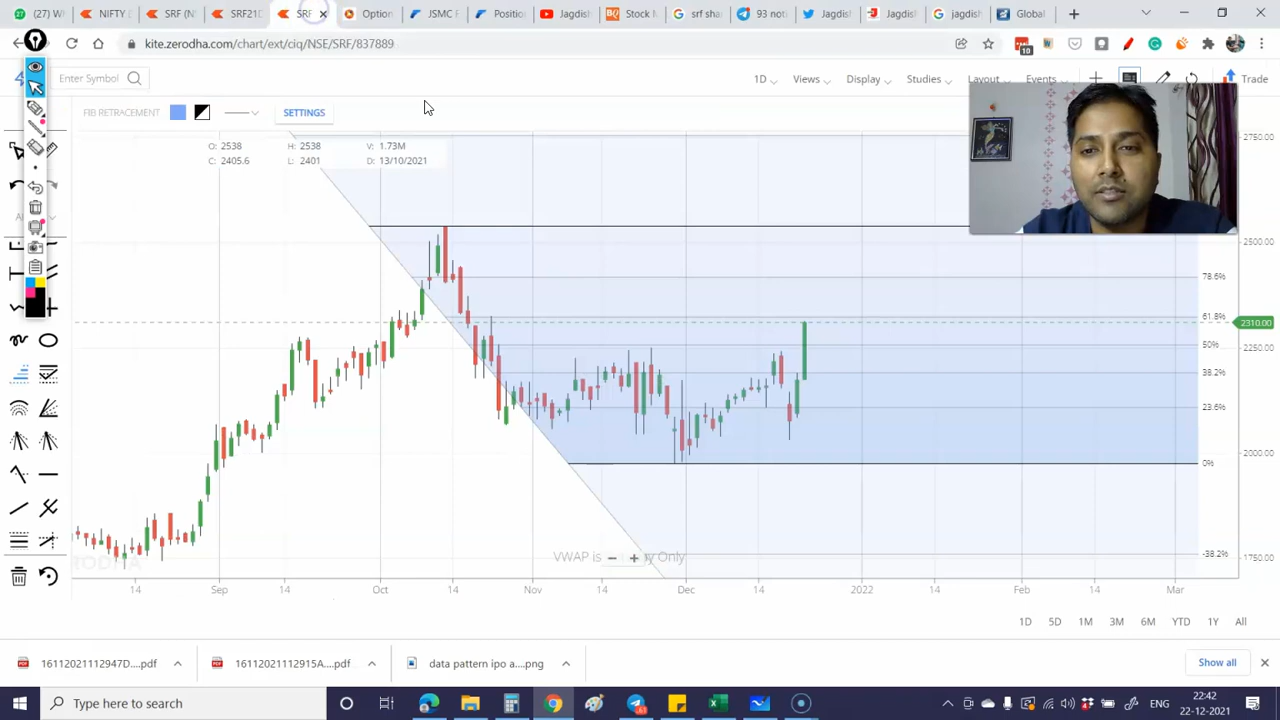 (27) W
NIFTY
SRF (N
SRF21D
SRF
Option
JSMC
Position
Jagdish
Stock
srf sha
93 noti
Jagdish
Jagdish
jagdish
Global
kite.zerodha.com/chart/ext/ciq/NSE/SRF/837889
10
Enter Symbol
1D
Views
Display
Studies
Layout
Events
Trade
FIB RETRACEMENT
SETTINGS
O: 2538 H: 2538 V: 1.73M
C: 2405.6 L: 2401 D: 13/10/2021
2750.00
2500.00
78.6%
61.8%
2310.00
50%
2250.00
38.2%
23.6%
2000.00
0%
-38.2%
1750.00
VWAP is
y Only
14 Sep 14 Oct 14 Nov 14 Dec 14 2022 14 Feb 14 Mar
1D 5D 1M 3M 6M YTD 1Y All
16112021112947D....pdf
16112021112915A....pdf
data pattern ipo a....png
Show all
Type here to search
ENG
22:42
22-12-2021